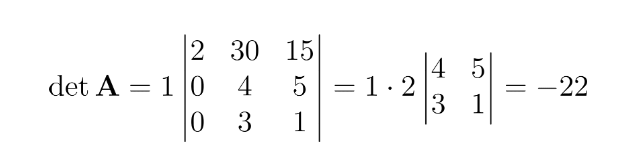 det A = 1 |2 30 15; 0 4 5; 0 3 1| = 1 · 2 |4 5; 3 1| = −22